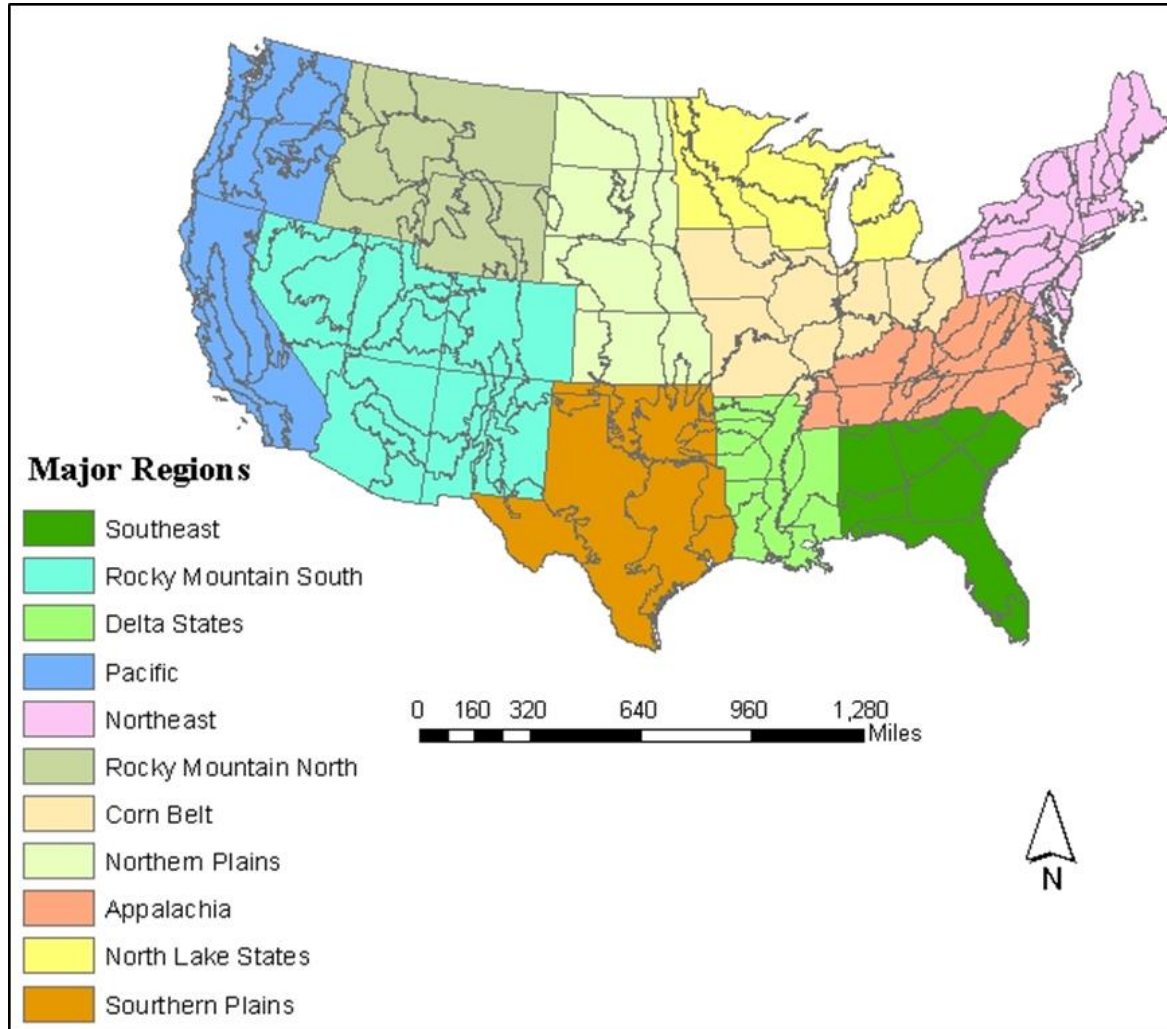 Major Regions
Southeast
Rocky Mountain South
Delta States
Pacific
Northeast
Rocky Mountain North
Corn Belt
Northern Plains
Appalachia
North Lake States
Sourthern Plains
0 160 320 640 960 1,280
Miles
N